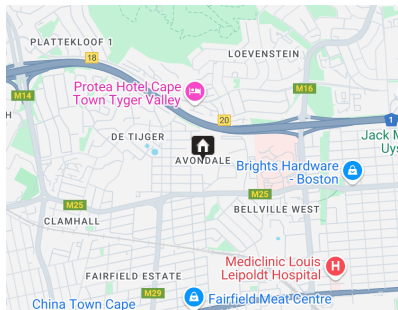 PLATTEKLOOF 1
LOEVENSTEIN
18
Protea Hotel Cape
Town Tyger Valley
M14
M16
H
20
1
DE TIJGER
Jack M
Uys
AVONDALE
Brights Hardware
- Boston
M25
M25
BELLVILLE WEST
CLAMHALL
Mediclinic Louis
Leipoldt Hospital
H
FAIRFIELD ESTATE
M29
China Town Cape
Fairfield Meat Centre